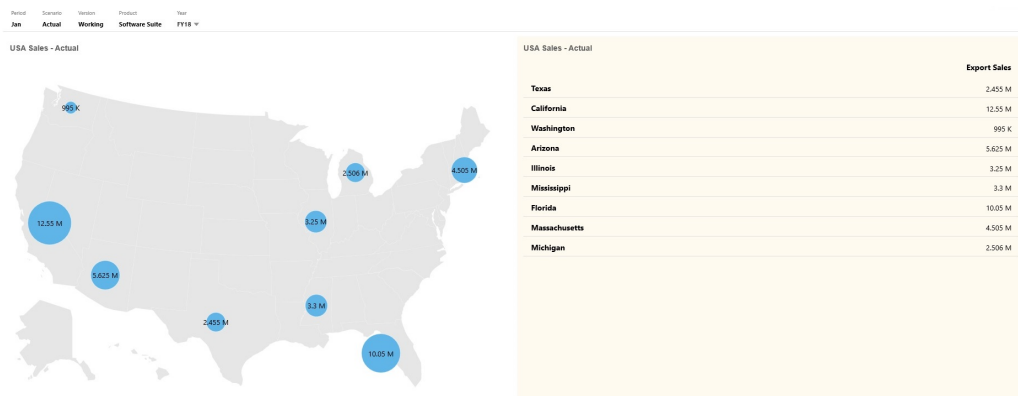 Period Scenario Version Product Year
Jan Actual Working Software Suite FY18
USA Sales - Actual
995 K
2.506 M
4.505 M
12.55 M
3.25 M
5.625 M
3.3 M
2.455 M
10.05 M
USA Sales - Actual
Export Sales
Texas 2.455 M
California 12.55 M
Washington 995 K
Arizona 5.625 M
Illinois 3.25 M
Mississippi 3.3 M
Florida 10.05 M
Massachusetts 4.505 M
Michigan 2.506 M